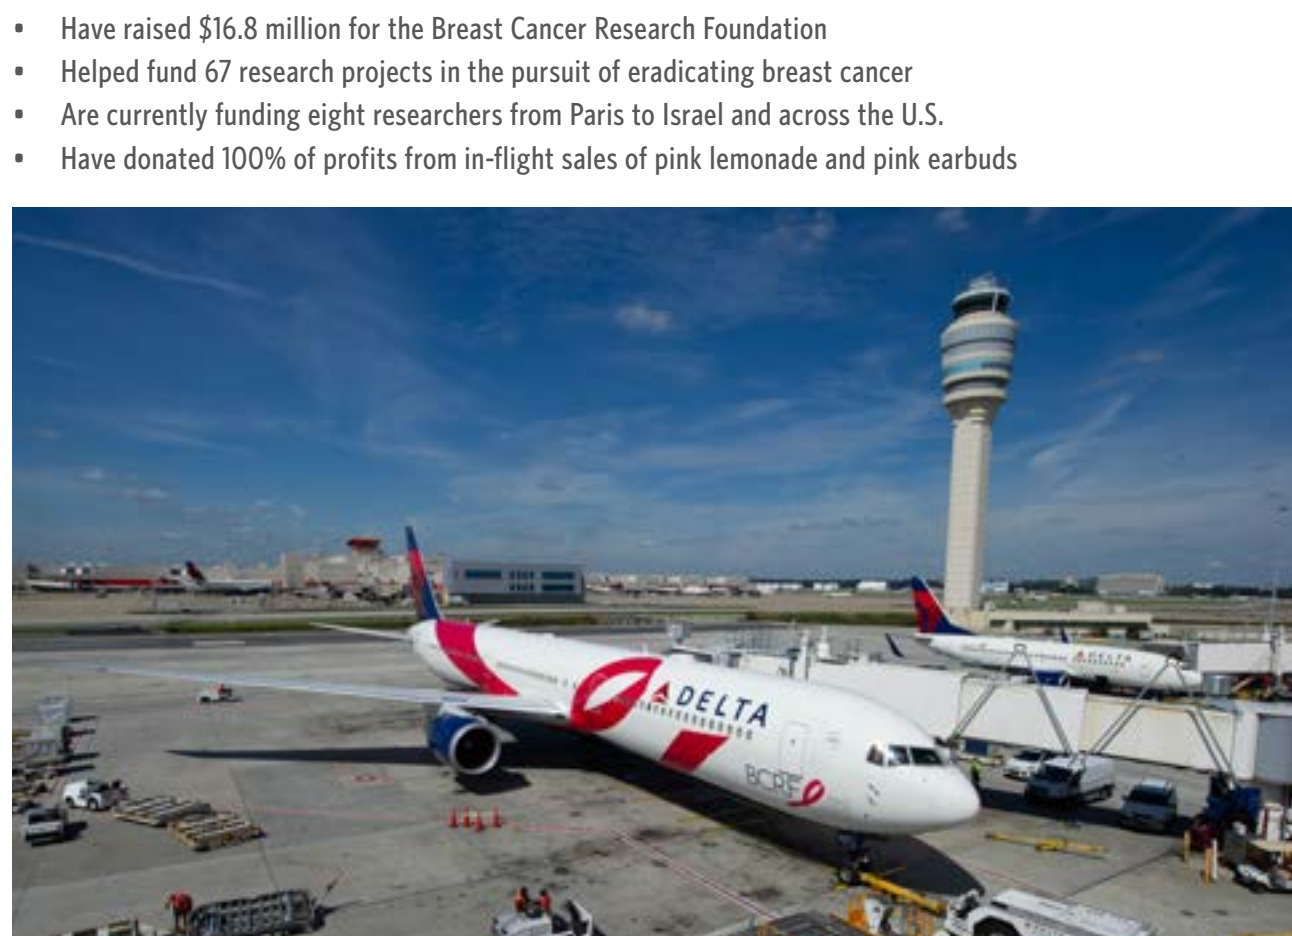 • Have raised $16.8 million for the Breast Cancer Research Foundation
• Helped fund 67 research projects in the pursuit of eradicating breast cancer
• Are currently funding eight researchers from Paris to Israel and across the U.S.
• Have donated 100% of profits from in-flight sales of pink lemonade and pink earbuds
DELTA
DELTA
BCRF